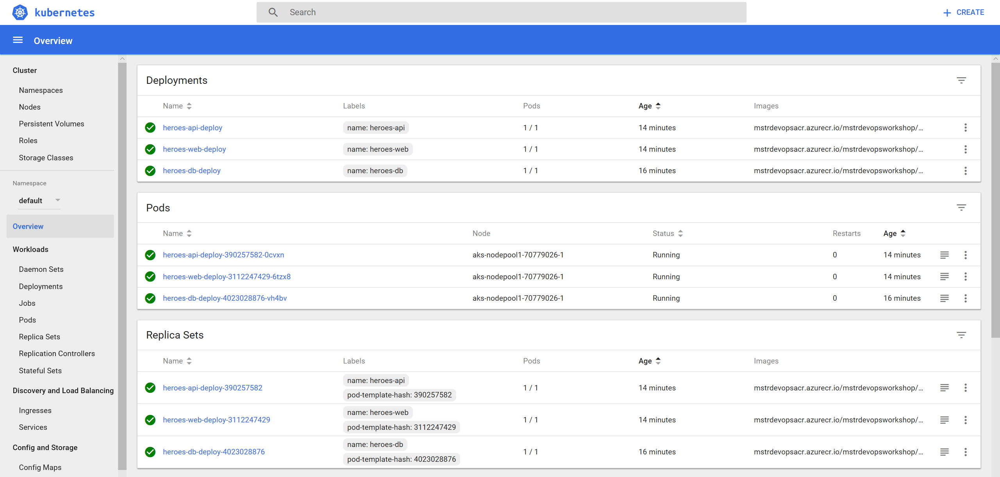 kubernetes
Search
CREATE
Overview
Cluster
Namespaces
Nodes
Persistent Volumes
Roles
Storage Classes
Namespace
default
Overview
Workloads
Daemon Sets
Deployments
Jobs
Pods
Replica Sets
Replication Controllers
Stateful Sets
Discovery and Load Balancing
Ingresses
Services
Config and Storage
Config Maps
Deployments
Name Labels Pods Age Images
heroes-api-deploy name: heroes-api 1 / 1 14 minutes mstrdevopsacr.azurecr.io/mstrdevopsworkshop/...
heroes-web-deploy name: heroes-web 1 / 1 14 minutes mstrdevopsacr.azurecr.io/mstrdevopsworkshop/...
heroes-db-deploy name: heroes-db 1 / 1 16 minutes mstrdevopsacr.azurecr.io/mstrdevopsworkshop/...
Pods
Name Node Status Restarts Age
heroes-api-deploy-390257582-0cvxn aks-nodepool1-70779026-1 Running 0 14 minutes
heroes-web-deploy-3112247429-6tzx8 aks-nodepool1-70779026-1 Running 0 14 minutes
heroes-db-deploy-4023028876-vh4bv aks-nodepool1-70779026-1 Running 0 16 minutes
Replica Sets
Name Labels Pods Age Images
name: heroes-api
heroes-api-deploy-390257582 1 / 1 14 minutes mstrdevopsacr.azurecr.io/mstrdevopsworkshop/...
pod-template-hash: 390257582
name: heroes-web
heroes-web-deploy-3112247429 1 / 1 14 minutes mstrdevopsacr.azurecr.io/mstrdevopsworkshop/...
pod-template-hash: 3112247429
name: heroes-db
heroes-db-deploy-4023028876 1 / 1 16 minutes mstrdevopsacr.azurecr.io/mstrdevopsworkshop/...
pod-template-hash: 4023028876